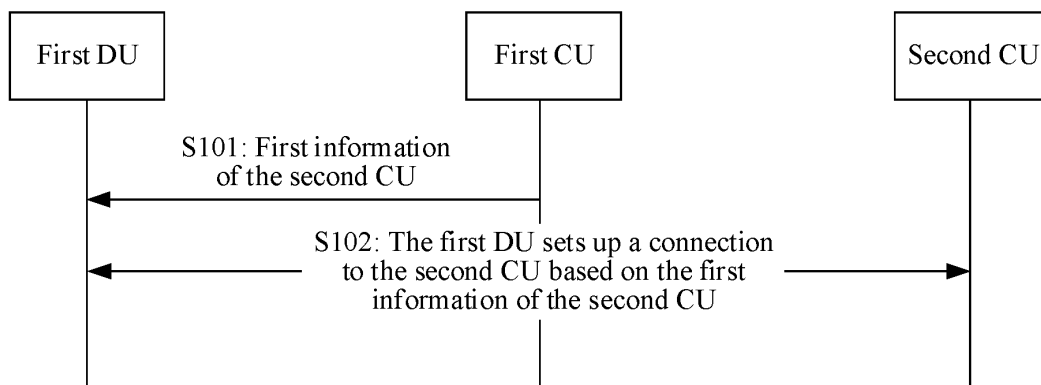 First DU
First CU
Second CU
S101: First information
of the second CU
S102: The first DU sets up a connection
to the second CU based on the first
information of the second CU